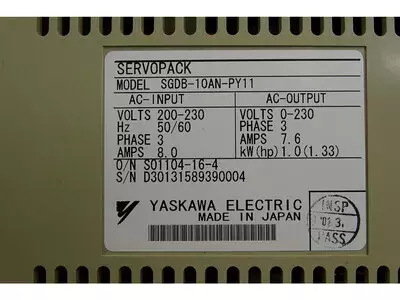 SERVOPACK
MODEL SGDB-10AN-PY11
AC-INPUT AC-OUTPUT
VOLTS 200-230 VOLTS 0-230
Hz 50/60 PHASE 3
PHASE 3 AMPS 7.6
AMPS 8.0 kW(hp) 1.0(1.33)
O/N S01104-16-4
S/N D30131589390004
YASKAWA ELECTRIC
MADE IN JAPAN
INSP
'01.3.
PASS